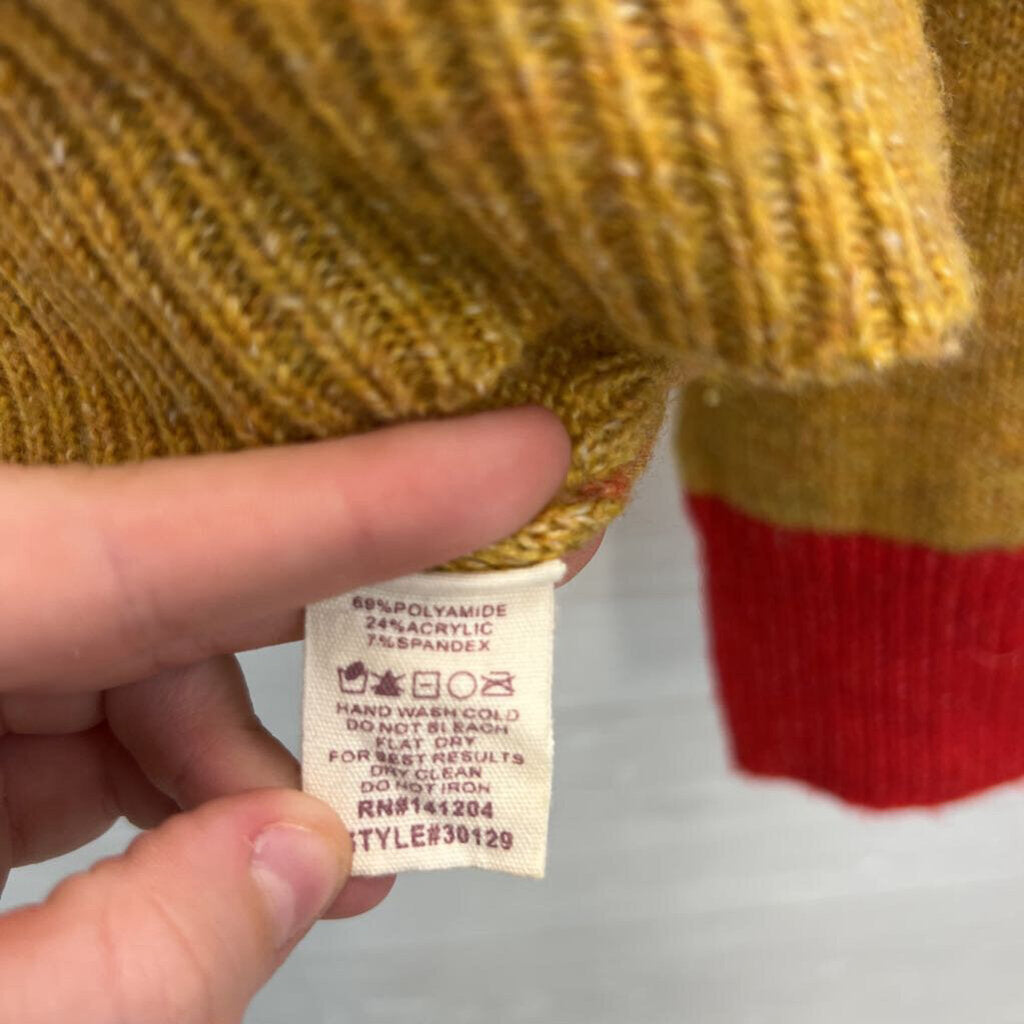 69%POLYAMIDE
24%ACRYLIC
7%SPANDEX
HAND WASH COLD
DO NOT BLEACH
FLAT DRY
FOR BEST RESULTS
DRY CLEAN
DO NOT IRON
RN#141204
STYLE#30129